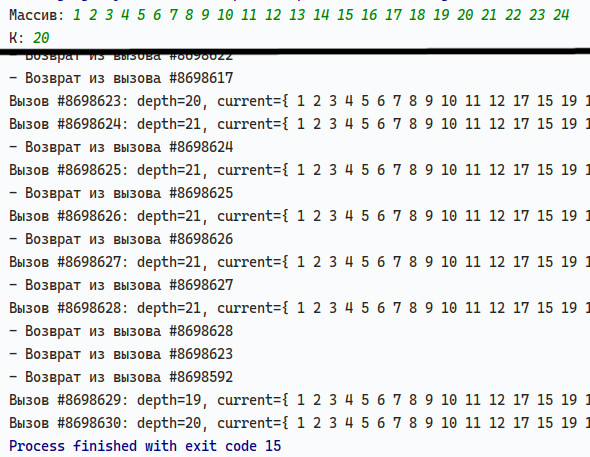 Массив: 1 2 3 4 5 6 7 8 9 10 11 12 13 14 15 16 17 18 19 20 21 22 23 24
К: 20
– Возврат из вызова #8698622
– Возврат из вызова #8698617
Вызов #8698623: depth=20, current={ 1 2 3 4 5 6 7 8 9 10 11 12 17 15 19 1
Вызов #8698624: depth=21, current={ 1 2 3 4 5 6 7 8 9 10 11 12 17 15 19 1
– Возврат из вызова #8698624
Вызов #8698625: depth=21, current={ 1 2 3 4 5 6 7 8 9 10 11 12 17 15 19 1
– Возврат из вызова #8698625
Вызов #8698626: depth=21, current={ 1 2 3 4 5 6 7 8 9 10 11 12 17 15 19 1
– Возврат из вызова #8698626
Вызов #8698627: depth=21, current={ 1 2 3 4 5 6 7 8 9 10 11 12 17 15 19 1
– Возврат из вызова #8698627
Вызов #8698628: depth=21, current={ 1 2 3 4 5 6 7 8 9 10 11 12 17 15 19 1
– Возврат из вызова #8698628
– Возврат из вызова #8698623
– Возврат из вызова #8698592
Вызов #8698629: depth=19, current={ 1 2 3 4 5 6 7 8 9 10 11 12 17 15 19 1
Вызов #8698630: depth=20, current={ 1 2 3 4 5 6 7 8 9 10 11 12 17 15 19 1
Process finished with exit code 15